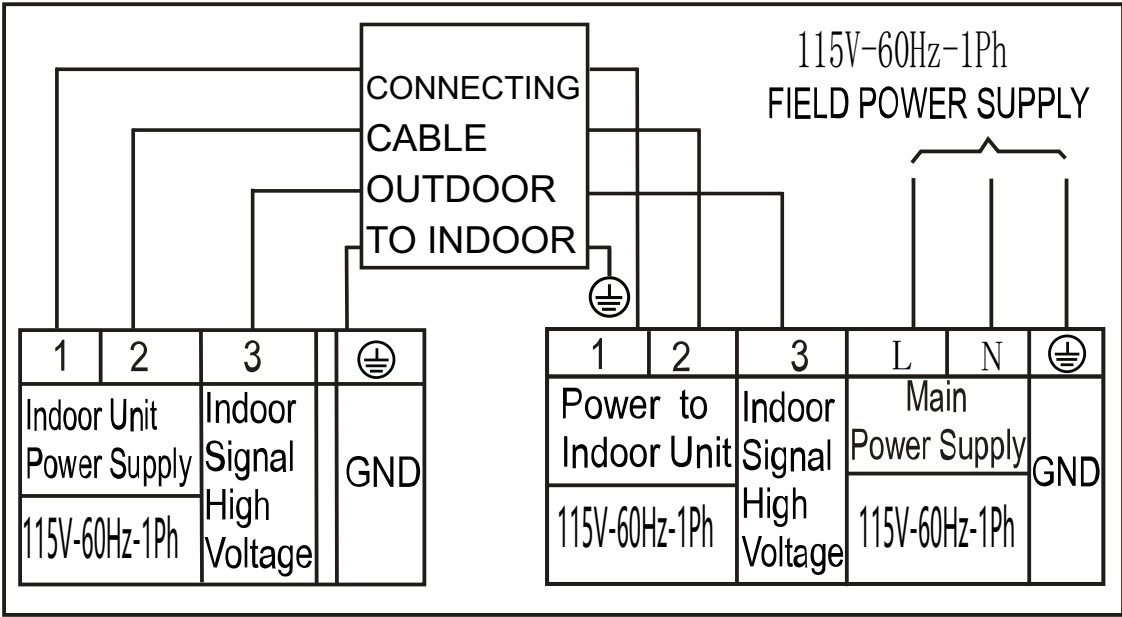 115V-60Hz-1Ph
FIELD POWER SUPPLY
CONNECTING
CABLE
OUTDOOR
TO INDOOR
1 2 3
Indoor Unit
Power Supply
115V-60Hz-1Ph
Indoor
Signal
High
Voltage
GND
1 2 3 L N
Power to
Indoor Unit
115V-60Hz-1Ph
Indoor
Signal
High
Voltage
Main
Power Supply
115V-60Hz-1Ph
GND